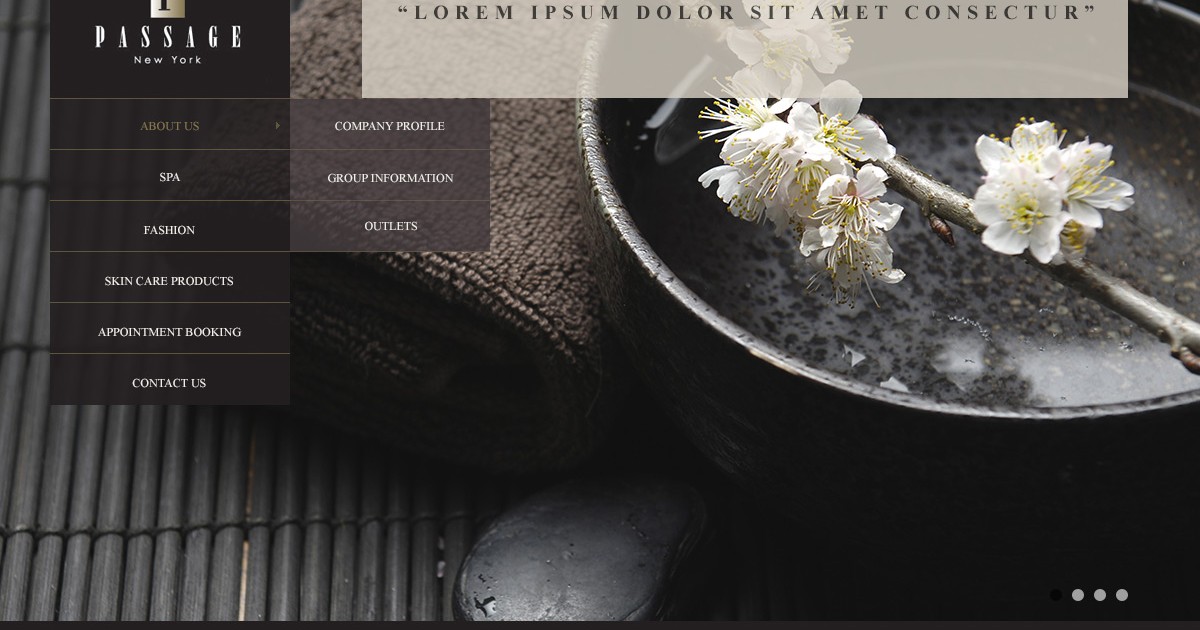 “LOREM IPSUM DOLOR SIT AMET CONSECTUR”
PASSAGE
New York
ABOUT US
SPA
FASHION
SKIN CARE PRODUCTS
APPOINTMENT BOOKING
CONTACT US
COMPANY PROFILE
GROUP INFORMATION
OUTLETS